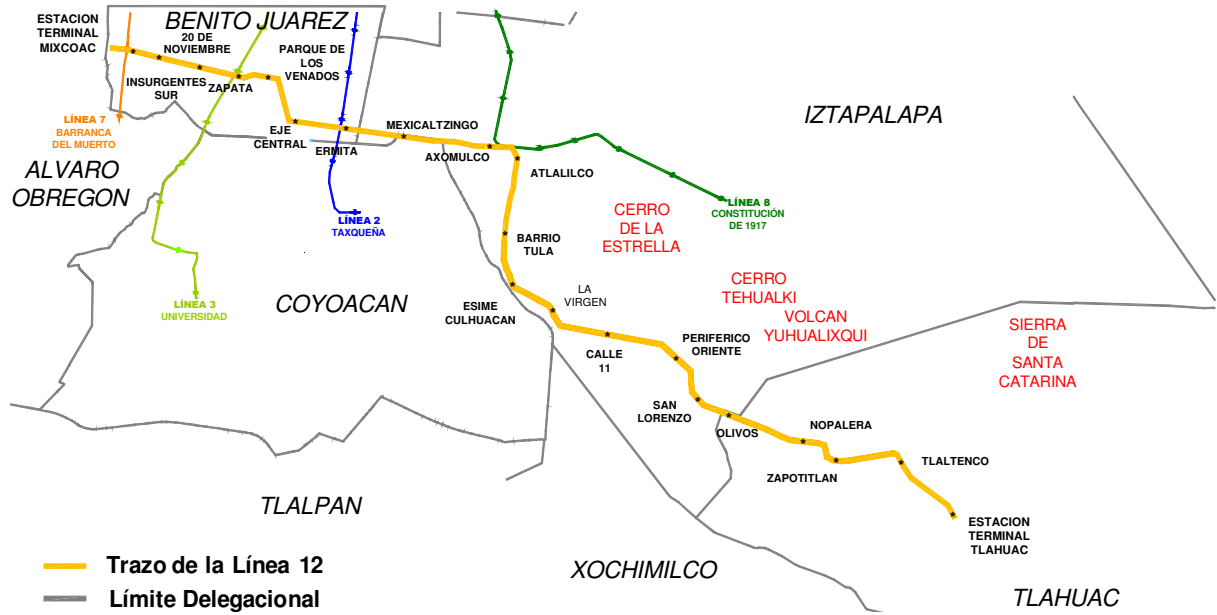 ESTACION
TERMINAL
MIXCOAC
BENITO JUAREZ
20 DE
NOVIEMBRE
PARQUE DE
LOS
VENADOS
INSURGENTES
SUR
ZAPATA
LÍNEA 7
BARRANCA
DEL MUERTO
EJE
CENTRAL
ERMITA
MEXICALTZINGO
AXOMULCO
ATLALILCO
IZTAPALAPA
ALVARO
OBREGON
LÍNEA 2
TAXQUEÑA
LÍNEA 8
CONSTITUCIÓN
DE 1917
CERRO
DE LA
ESTRELLA
BARRIO
TULA
LÍNEA 3
UNIVERSIDAD
COYOACAN
ESIME
CULHUACAN
LA
VIRGEN
CERRO
TEHUALKI
VOLCAN
YUHUALIXQUI
SIERRA
DE
SANTA
CATARINA
CALLE
11
PERIFERICO
ORIENTE
SAN
LORENZO
OLIVOS
NOPALERA
ZAPOTITLAN
TLALTENCO
ESTACION
TERMINAL
TLAHUAC
TLALPAN
XOCHIMILCO
TLAHUAC
Trazo de la Línea 12
Límite Delegacional